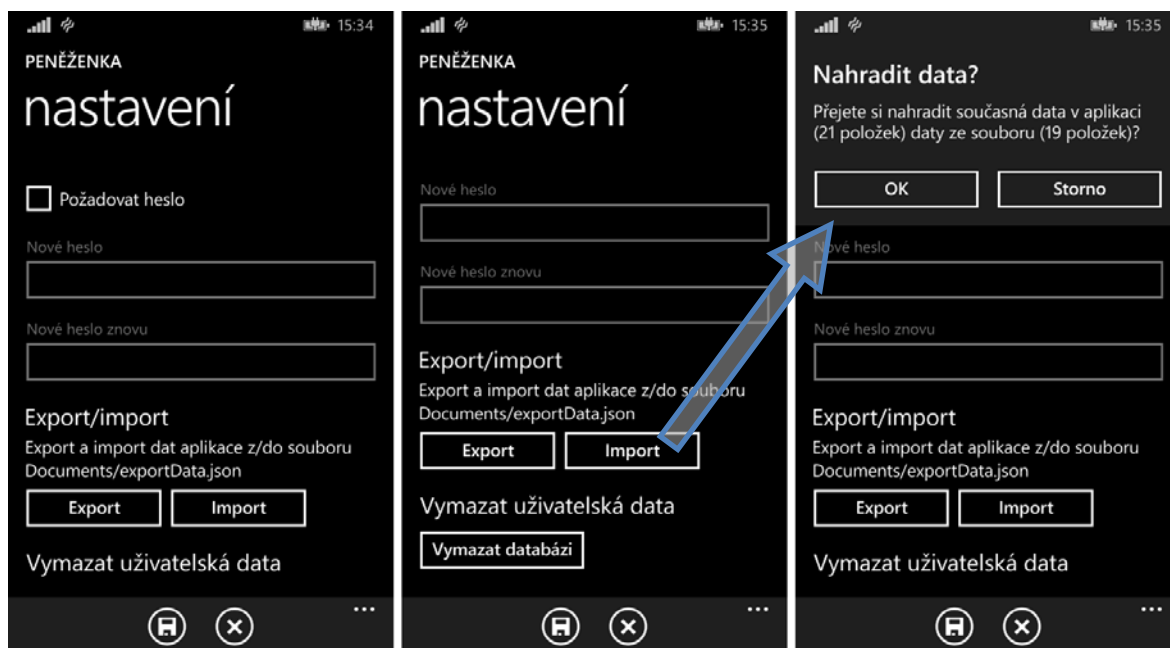 15:34
PENĚŽENKA
nastavení
Požadovat heslo
Nové heslo
Nové heslo znovu
Export/import
Export a import dat aplikace z/do souboru
Documents/exportData.json
Export Import
Vymazat uživatelská data
15:35
PENĚŽENKA
nastavení
Nové heslo
Nové heslo znovu
Export/import
Export a import dat aplikace z/do souboru
Documents/exportData.json
Export Import
Vymazat uživatelská data
Vymazat databázi
15:35
Nahradit data?
Přejete si nahradit současná data v aplikaci
(21 položek) daty ze souboru (19 položek)?
OK Storno
Nové heslo
Nové heslo znovu
Export/import
Export a import dat aplikace z/do souboru
Documents/exportData.json
Export Import
Vymazat uživatelská data